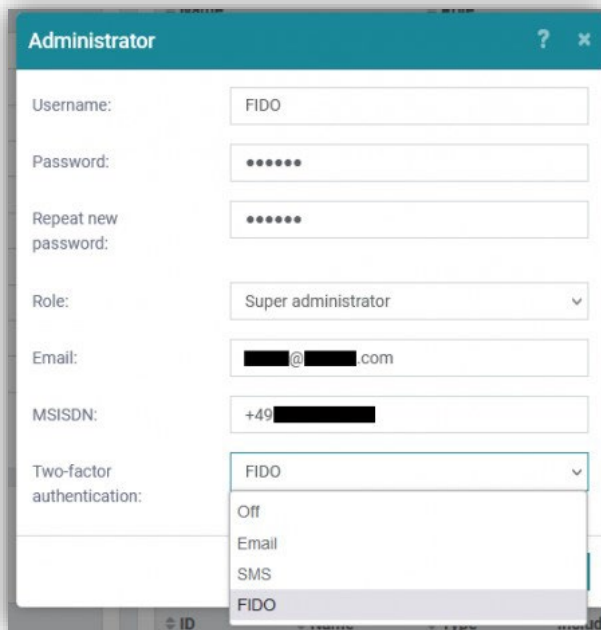 Administrator ? ×
Username: FIDO
Password: ••••••
Repeat new
password: ••••••
Role: Super administrator
Email: @ .com
MSISDN: +49
Two-factor
authentication: FIDO
Off
Email
SMS
FIDO
ID Name Type